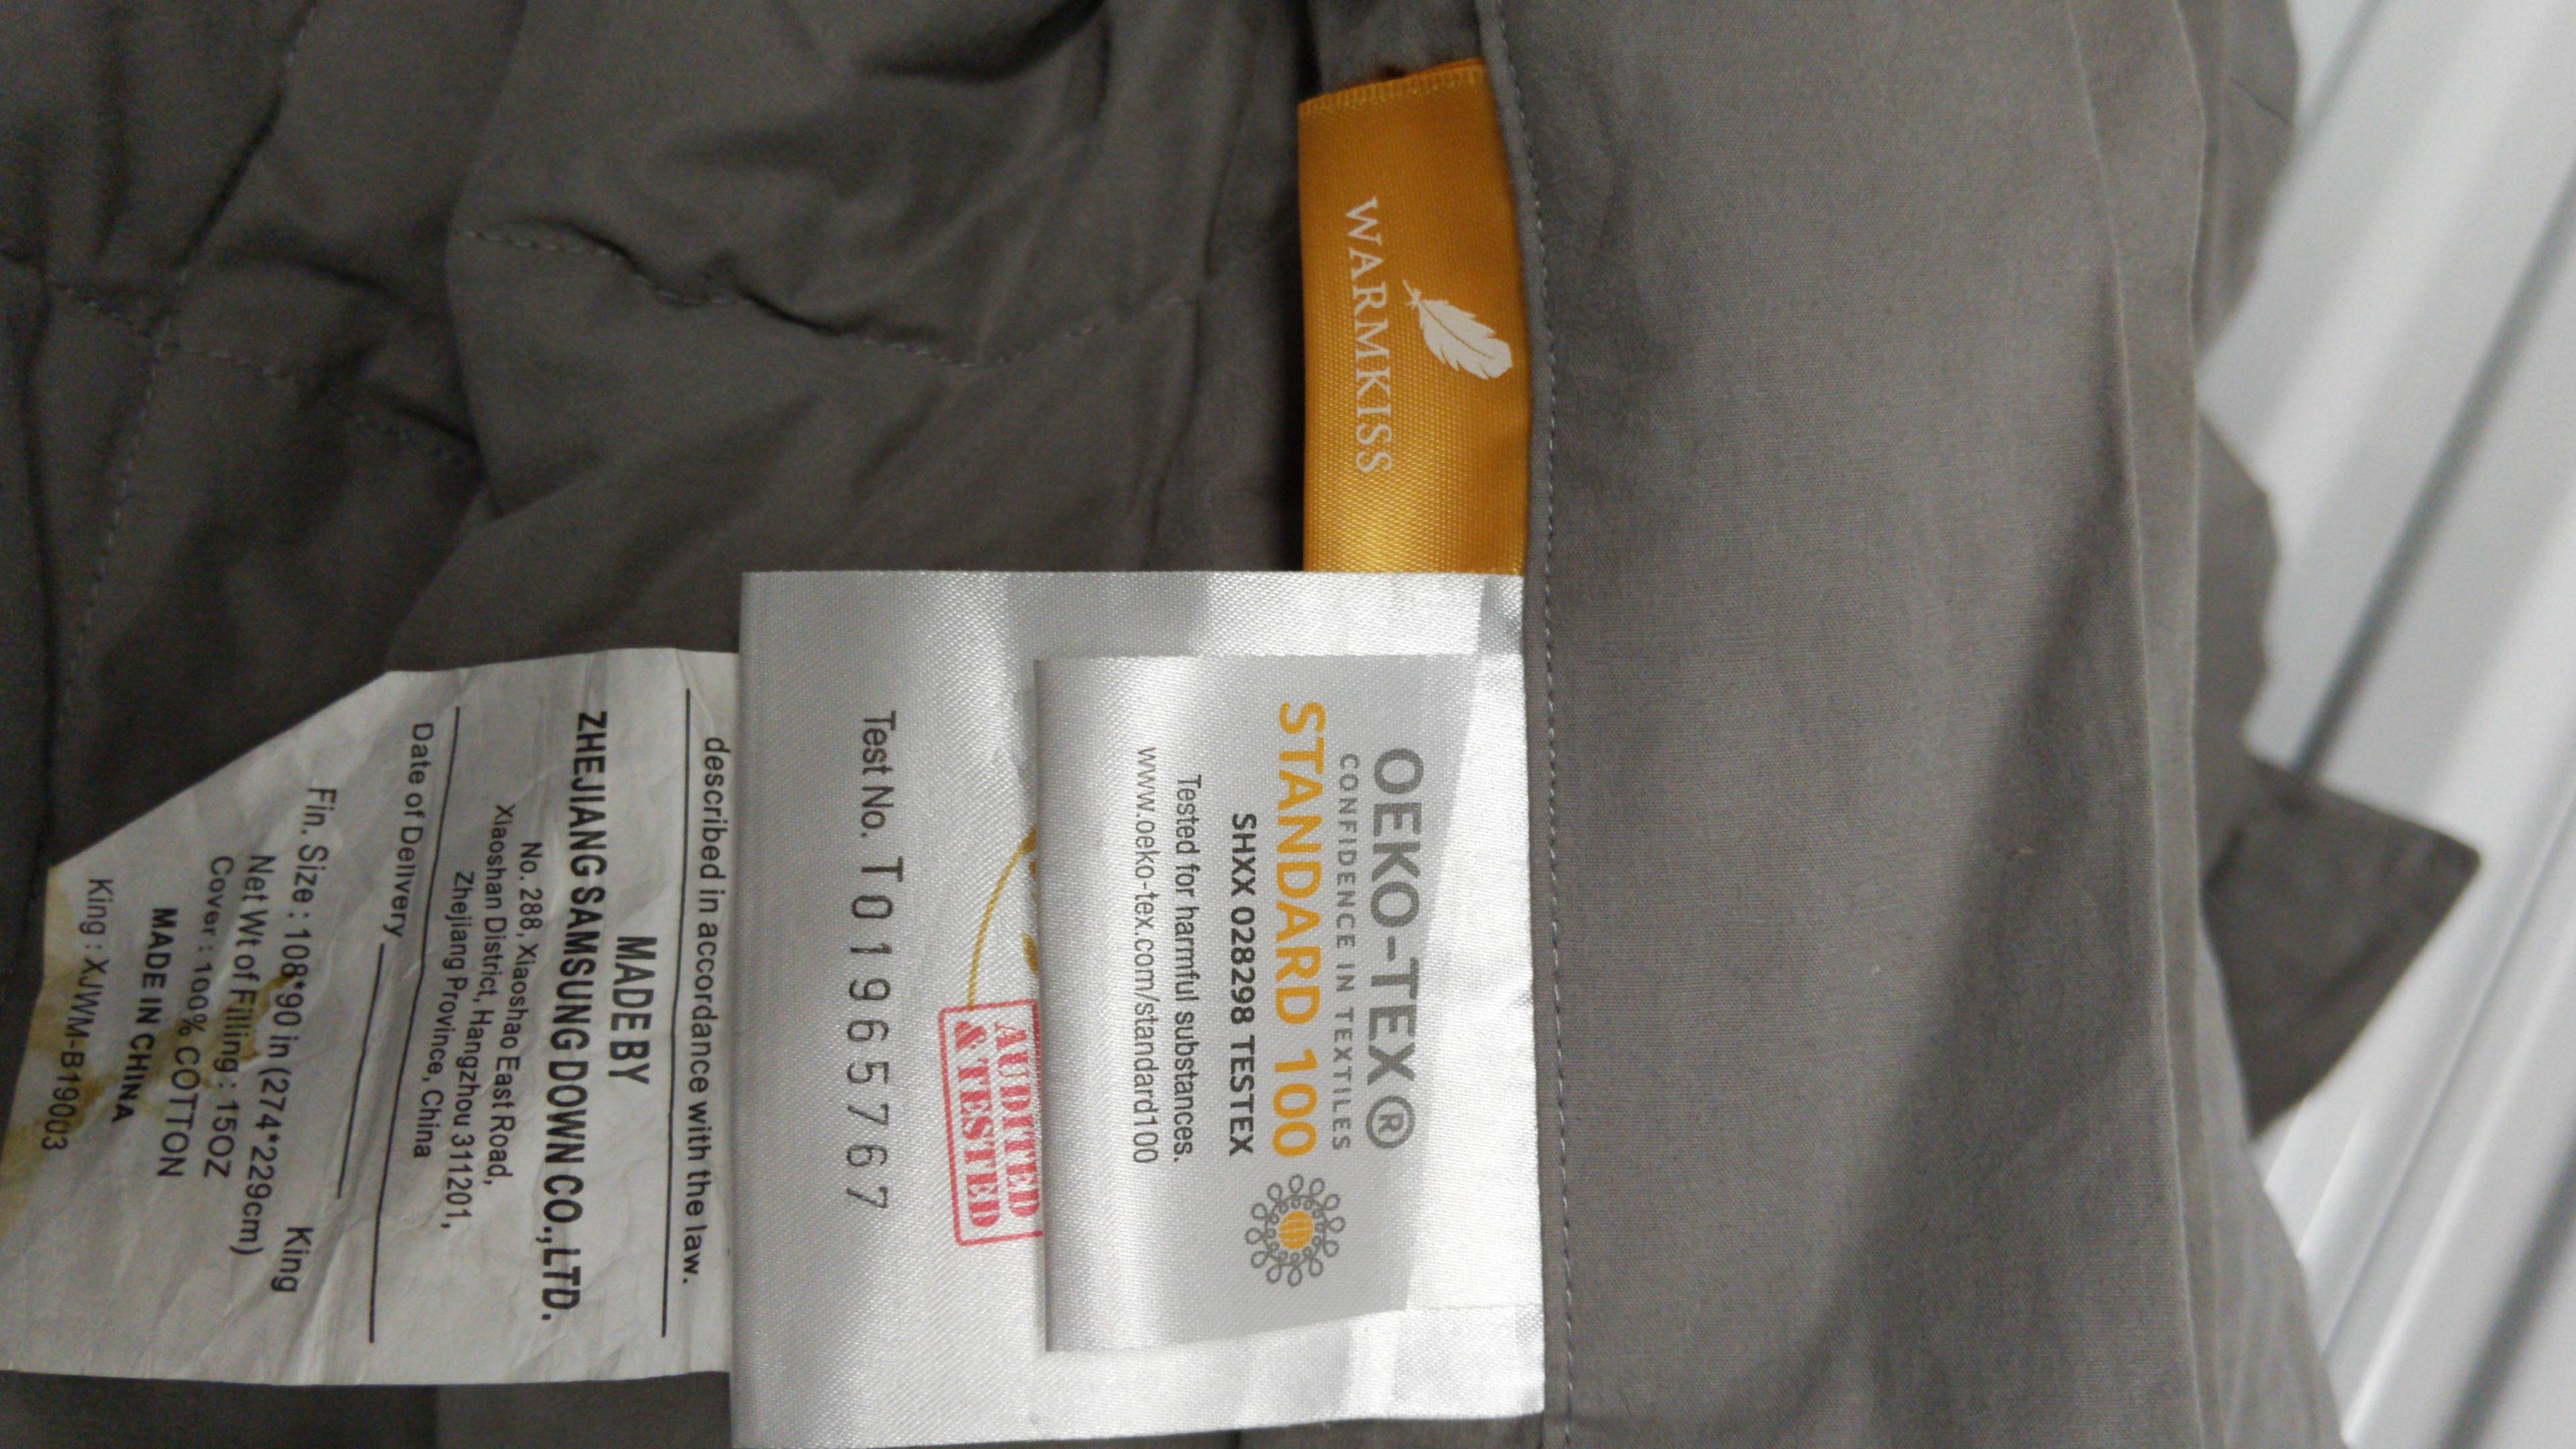 WARMKISS
OEKO-TEX®
CONFIDENCE IN TEXTILES
STANDARD 100
SHXX 028298 TESTEX
Tested for harmful substances.
www.oeko-tex.com/standard100
AUDITED
& TESTED
Test No. T01965767
described in accordance with the law.
MADE BY
ZHEJIANG SAMSUNG DOWN CO.,LTD.
No. 288, Xiaoshao East Road,
Xiaoshan District, Hangzhou 311201,
Zhejiang Province, China
Date of Delivery
King
Fin. Size : 108*90 in (274*229cm)
Net Wt of Filling : 15OZ
Cover : 100% COTTON
MADE IN CHINA
King : XJWM-B19003